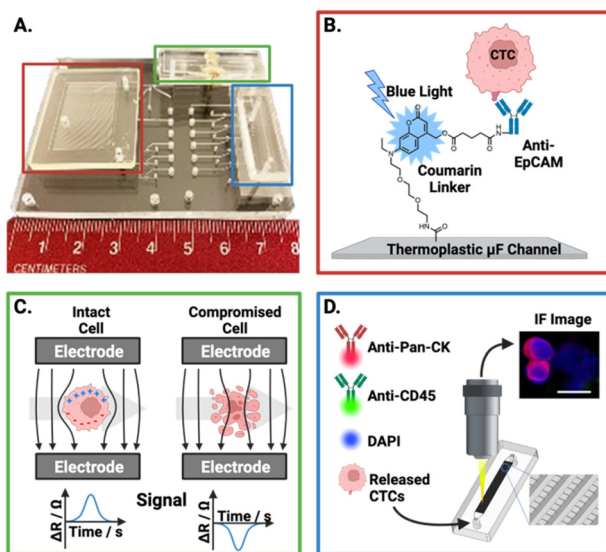 A.
1 2 3 4 5 6 7 8
CENTIMETERS
B.
CTC
Blue Light
Anti-
EpCAM
Coumarin
Linker
O
O
O
O
O
H
N
N
O
O
NH
O
Thermoplastic µF Channel
C.
Intact
Cell
Compromised
Cell
Electrode
Electrode
Electrode
Electrode
Signal
ΔR / Ω
Time / s
ΔR / Ω
Time / s
D.
IF Image
Anti-Pan-CK
Anti-CD45
DAPI
Released
CTCs